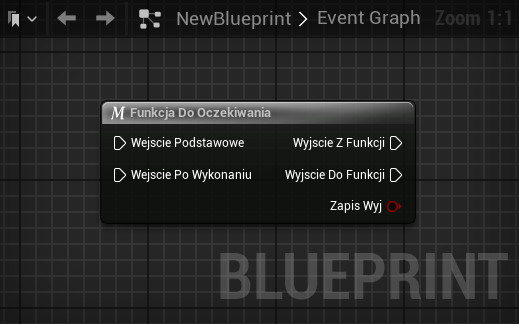 NewBlueprint > Event Graph Zoom 1:1
Funkcja Do Oczekiwania
Wejscie Podstawowe Wyjscie Z Funkcji
Wejscie Po Wykonaniu Wyjscie Do Funkcji
Zapis Wyj
BLUEPRINT